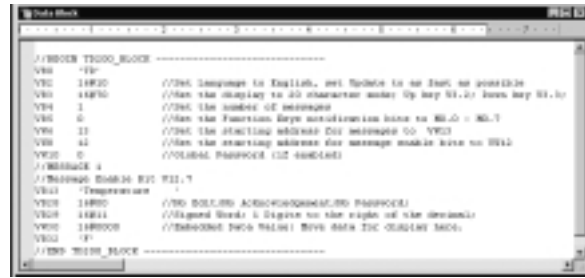 Data Block
//BEGIN TD200_BLOCK ------------------------------
VB0 'TD'
VB2 16#10 //Set Language to English, set Update to as fast as possible
VB3 16#70 //Set the display to 20 character mode; Up key V3.2; Down key V3.3;
VB4 1 //Set the number of messages
VB5 0 //Set the Function Keys notification bits to M0.0 - M0.7
VW6 13 //Set the starting address for messages to VW13
VW8 12 //Set the starting address for message enable bits to VW12
VW10 0 //Global Password (if enabled)
//MESSAGE 1
//Message Enable Bit V12.7
VB13 'Temperature '
VB28 16#00 //No Edit;No Acknowledgement;No Password;
VB29 16#11 //Signed Word; 1 Digits to the right of the decimal;
VW30 16#0000 //Embedded Data Value: Move data for display here.
VB32 'F'
//END TD200_BLOCK ------------------------------